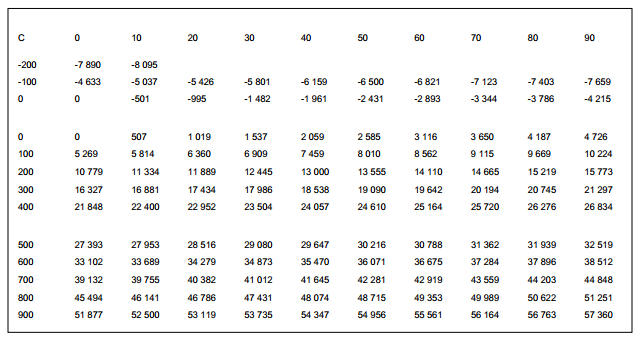 C 0 10 20 30 40 50 60 70 80 90
-200 -7 890 -8 095
-100 -4 633 -5 037 -5 426 -5 801 -6 159 -6 500 -6 821 -7 123 -7 403 -7 659
0 0 -501 -995 -1 482 -1 961 -2 431 -2 893 -3 344 -3 786 -4 215
0 0 507 1 019 1 537 2 059 2 585 3 116 3 650 4 187 4 726
100 5 269 5 814 6 360 6 909 7 459 8 010 8 562 9 115 9 669 10 224
200 10 779 11 334 11 889 12 445 13 000 13 555 14 110 14 665 15 219 15 773
300 16 327 16 881 17 434 17 986 18 538 19 090 19 642 20 194 20 745 21 297
400 21 848 22 400 22 952 23 504 24 057 24 610 25 164 25 720 26 276 26 834
500 27 393 27 953 28 516 29 080 29 647 30 216 30 788 31 362 31 939 32 519
600 33 102 33 689 34 279 34 873 35 470 36 071 36 675 37 284 37 896 38 512
700 39 132 39 755 40 382 41 012 41 645 42 281 42 919 43 559 44 203 44 848
800 45 494 46 141 46 786 47 431 48 074 48 715 49 353 49 989 50 622 51 251
900 51 877 52 500 53 119 53 735 54 347 54 956 55 561 56 164 56 763 57 360